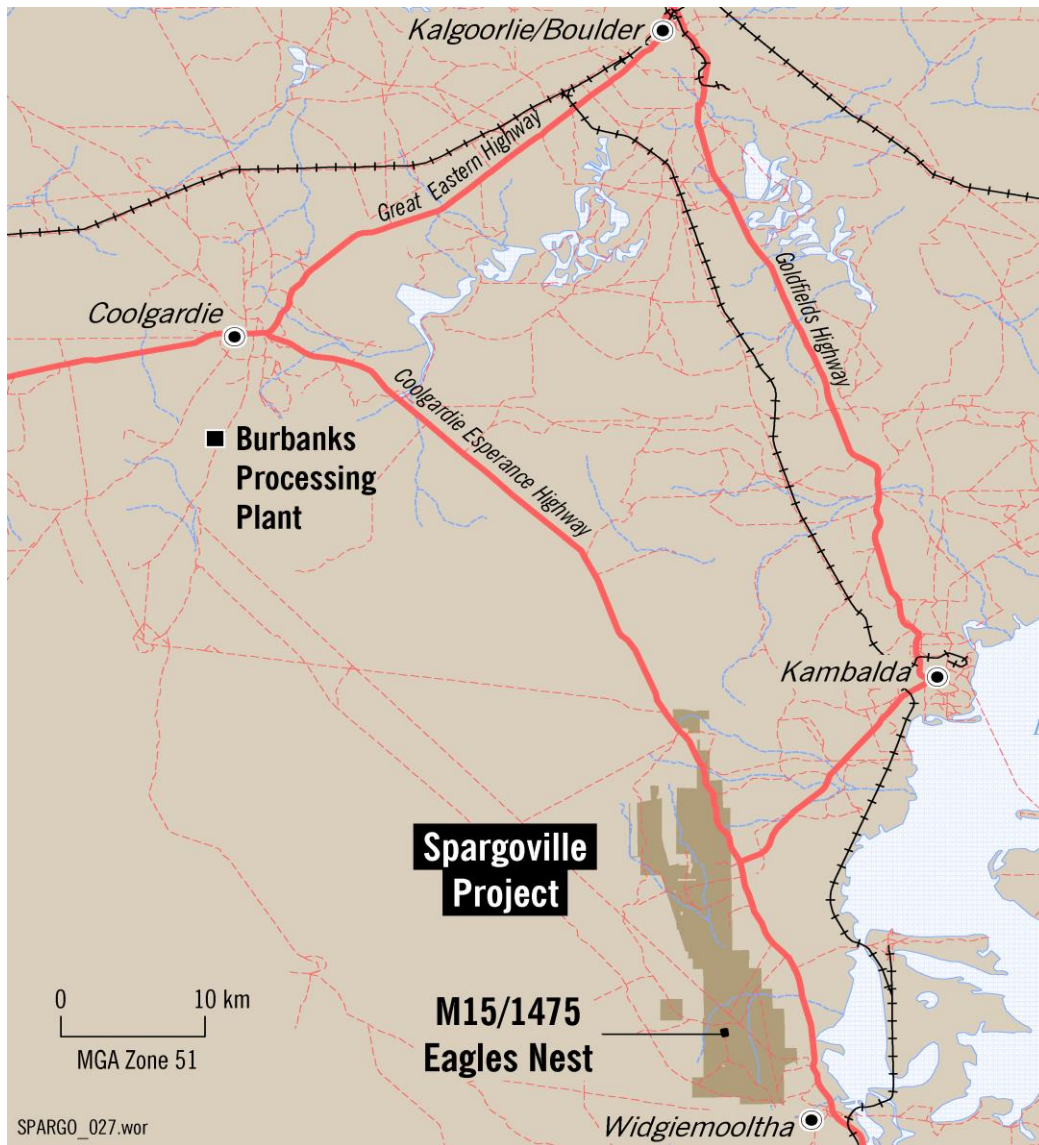 Kalgoorlie/Boulder
Great Eastern Highway
Goldfields Highway
Coolgardie
Coolgardie Esperance Highway
Burbanks
Processing
Plant
Kambalda
Spargoville
Project
0 10 km
MGA Zone 51
M15/1475
Eagles Nest
Widgiemooltha
SPARGO_027.wor